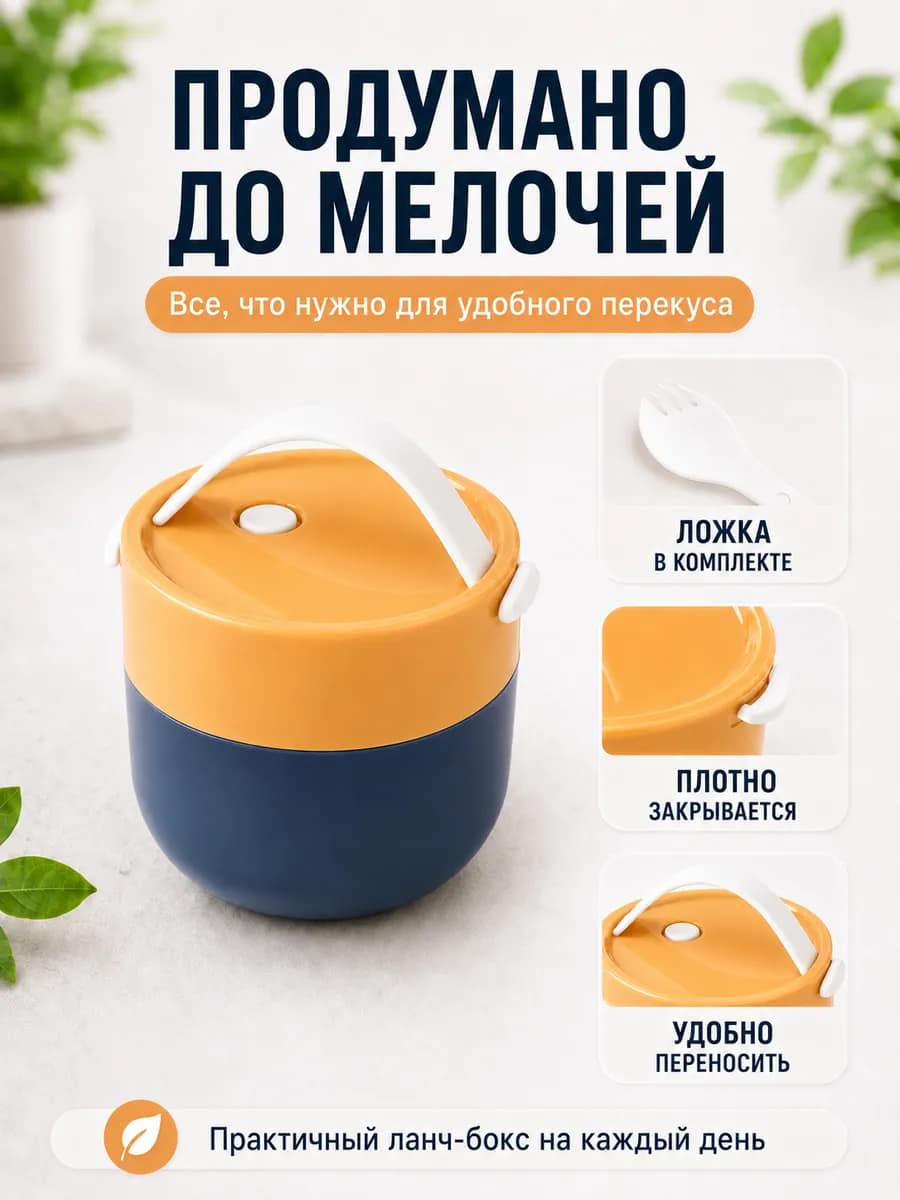 ПРОДУМАНО
ДО МЕЛОЧЕЙ
Все, что нужно для удобного перекуса
ЛОЖКА
В КОМПЛЕКТЕ
ПЛОТНО
ЗАКРЫВАЕТСЯ
УДОБНО
ПЕРЕНОСИТЬ
Практичный ланч-бокс на каждый день